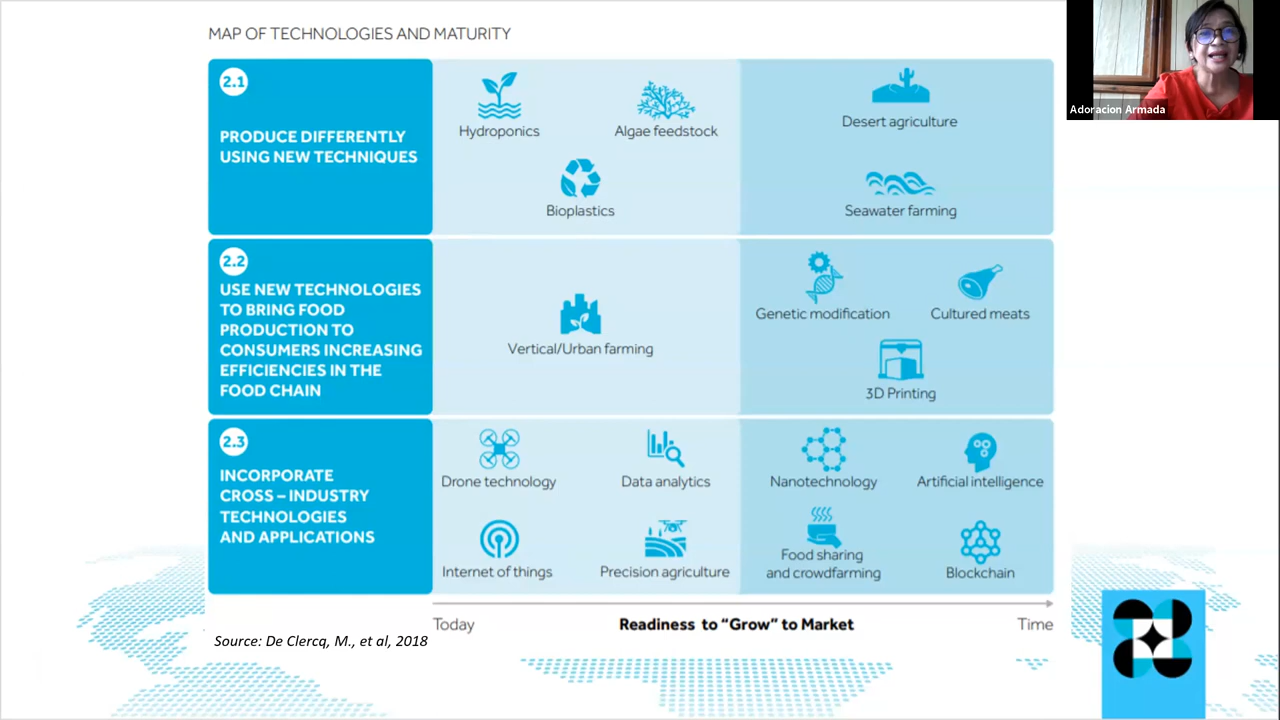 MAP OF TECHNOLOGIES AND MATURITY
Adoracion Armada
2.1
PRODUCE DIFFERENTLY
USING NEW TECHNIQUES
Hydroponics
Algae feedstock
Bioplastics
Desert agriculture
Seawater farming
2.2
USE NEW TECHNOLOGIES
TO BRING FOOD
PRODUCTION TO
CONSUMERS INCREASING
EFFICIENCIES IN THE
FOOD CHAIN
Vertical/Urban farming
Genetic modification
Cultured meats
3D Printing
2.3
INCORPORATE
CROSS – INDUSTRY
TECHNOLOGIES
AND APPLICATIONS
Drone technology
Data analytics
Internet of things
Precision agriculture
Nanotechnology
Artificial intelligence
Food sharing
and crowdfarming
Blockchain
Today
Readiness to “Grow” to Market
Time
Source: De Clercq, M., et al, 2018